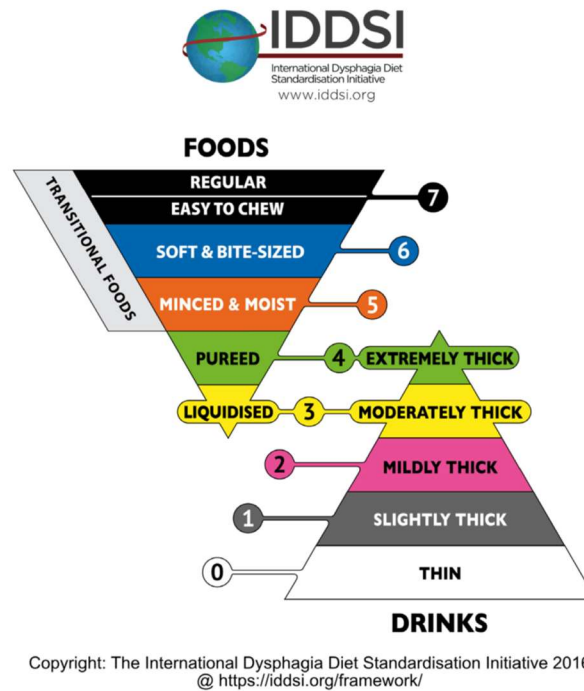 IDDSI
International Dysphagia Diet
Standardisation Initiative
www.iddsi.org
FOODS
TRANSITIONAL FOODS
REGULAR
EASY TO CHEW
7
SOFT & BITE-SIZED
6
MINCED & MOIST
5
PUREED
4
EXTREMELY THICK
LIQUIDISED
3
MODERATELY THICK
2
MILDLY THICK
1
SLIGHTLY THICK
0
THIN
DRINKS
Copyright: The International Dysphagia Diet Standardisation Initiative 2016
@ https://iddsi.org/framework/